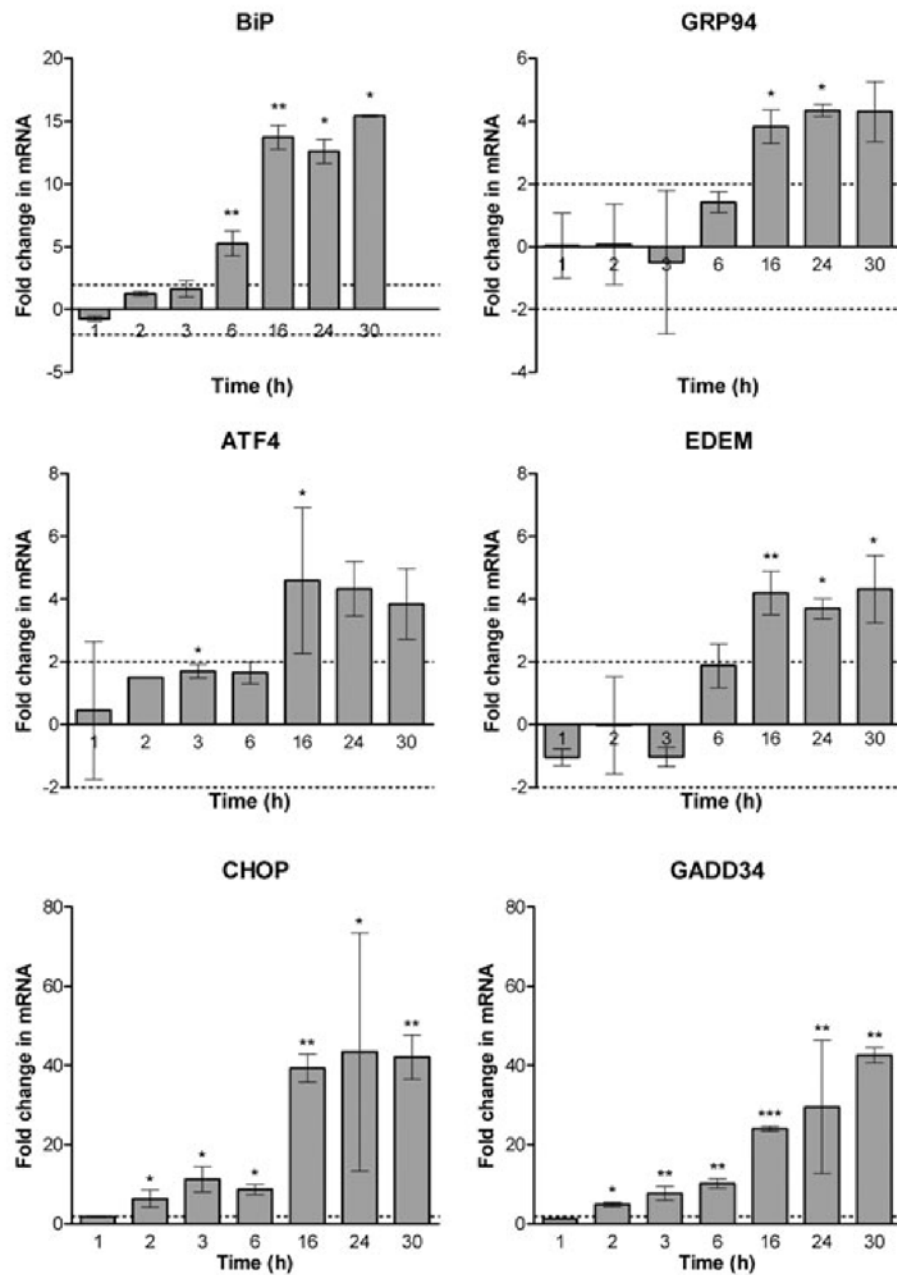 BiP
Fold change in mRNA
20
15
10
5
0
-5
** ** * *
1 2 3 6 16 24 30
Time (h)
GRP94
Fold change in mRNA
6
4
2
0
-2
-4
* *
1 2 3 6 16 24 30
Time (h)
ATF4
Fold change in mRNA
8
6
4
2
0
-2
* *
1 2 3 6 16 24 30
Time (h)
EDEM
Fold change in mRNA
8
6
4
2
0
-2
** * *
1 2 3 6 16 24 30
Time (h)
CHOP
Fold change in mRNA
80
60
40
20
0
* * * ** * **
1 2 3 6 16 24 30
Time (h)
GADD34
Fold change in mRNA
80
60
40
20
0
* ** ** *** ** **
1 2 3 6 16 24 30
Time (h)